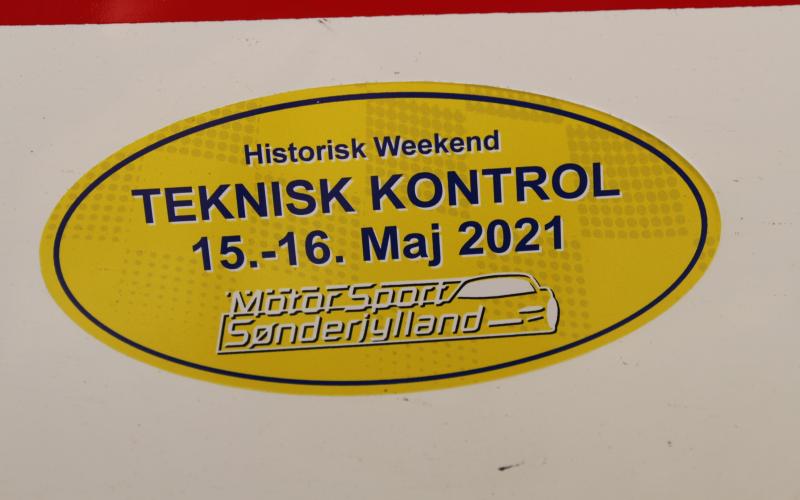 Historisk Weekend
TEKNISK KONTROL
15.-16. Maj 2021
MotorSport
Sønderjylland